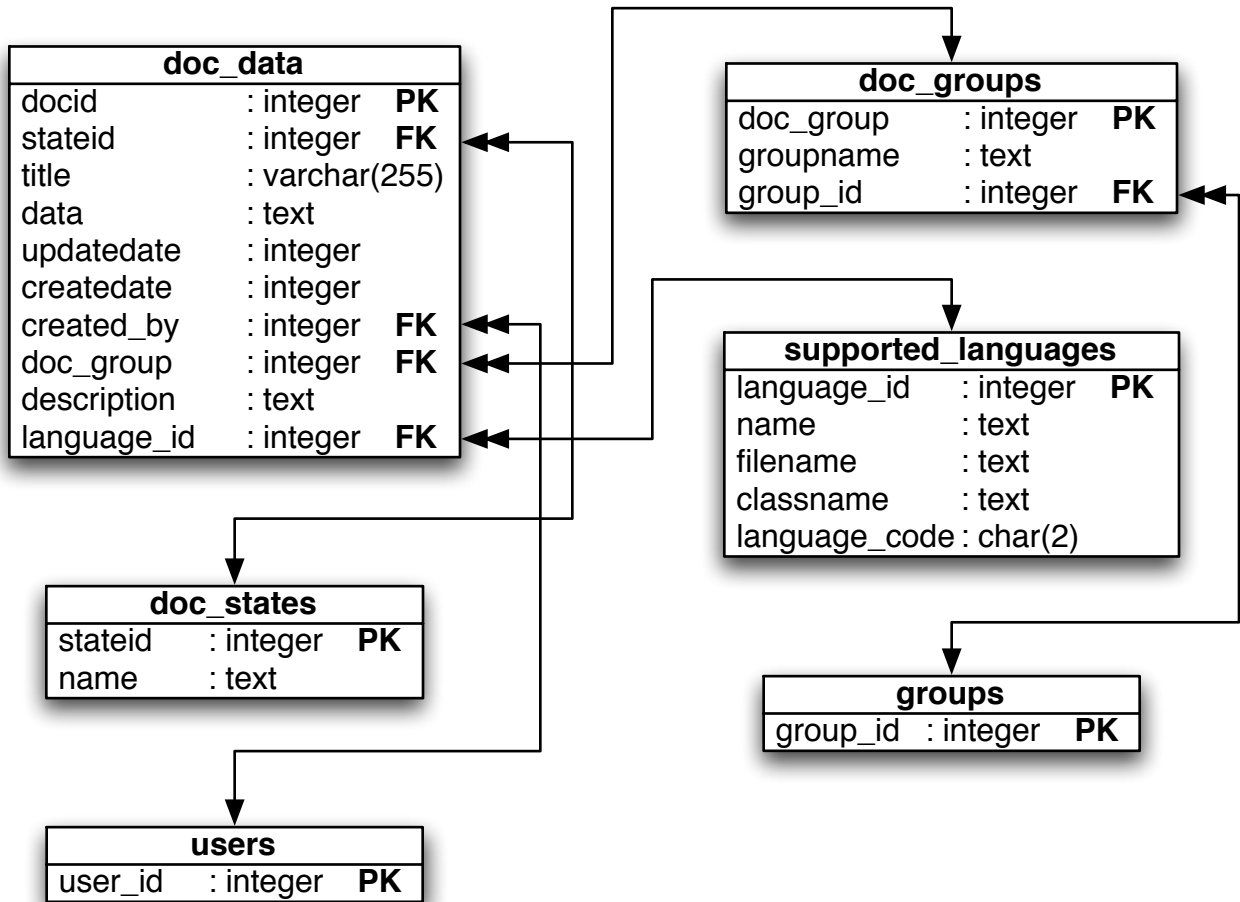 doc_data
docid : integer PK
stateid : integer FK
title : varchar(255)
data : text
updatedate : integer
createdate : integer
created_by : integer FK
doc_group : integer FK
description : text
language_id : integer FK
doc_groups
doc_group : integer PK
groupname : text
group_id : integer FK
supported_languages
language_id : integer PK
name : text
filename : text
classname : text
language_code : char(2)
doc_states
stateid : integer PK
name : text
groups
group_id : integer PK
users
user_id : integer PK